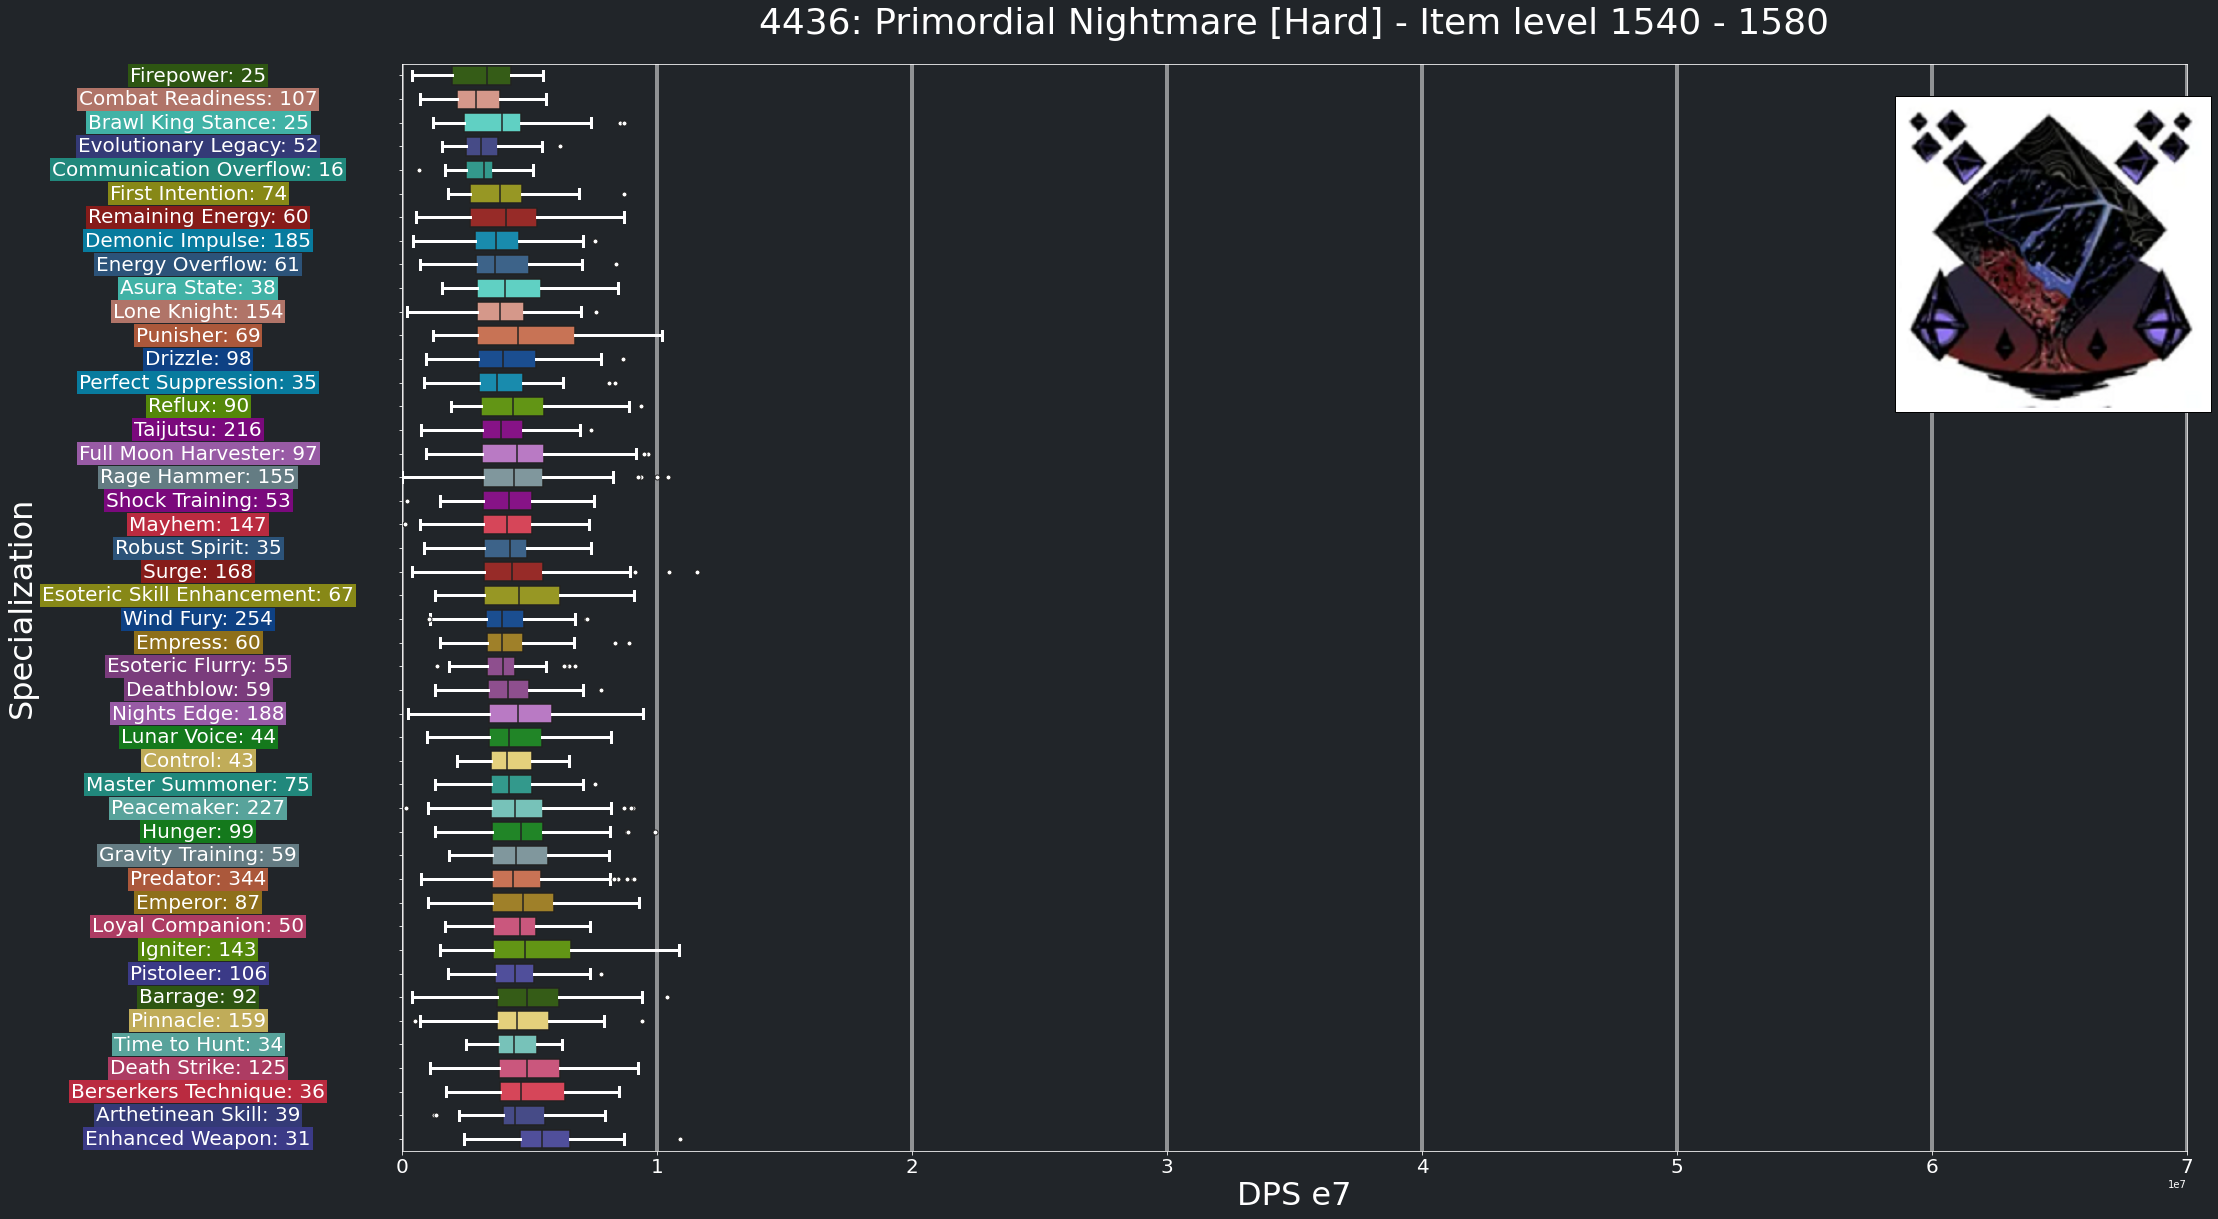 4436: Primordial Nightmare [Hard] - Item level 1540 - 1580
Firepower: 25
Combat Readiness: 107
Brawl King Stance: 25
Evolutionary Legacy: 52
Communication Overflow: 16
First Intention: 74
Remaining Energy: 60
Demonic Impulse: 185
Energy Overflow: 61
Asura State: 38
Lone Knight: 154
Punisher: 69
Drizzle: 98
Perfect Suppression: 35
Reflux: 90
Taijutsu: 216
Full Moon Harvester: 97
Rage Hammer: 155
Shock Training: 53
Mayhem: 147
Robust Spirit: 35
Surge: 168
Esoteric Skill Enhancement: 67
Wind Fury: 254
Empress: 60
Esoteric Flurry: 55
Deathblow: 59
Nights Edge: 188
Lunar Voice: 44
Control: 43
Master Summoner: 75
Peacemaker: 227
Hunger: 99
Gravity Training: 59
Predator: 344
Emperor: 87
Loyal Companion: 50
Igniter: 143
Pistoleer: 106
Barrage: 92
Pinnacle: 159
Time to Hunt: 34
Death Strike: 125
Berserkers Technique: 36
Arthetinean Skill: 39
Enhanced Weapon: 31
Specialization
0 1 2 3 4 5 6 7
1e7
DPS e7